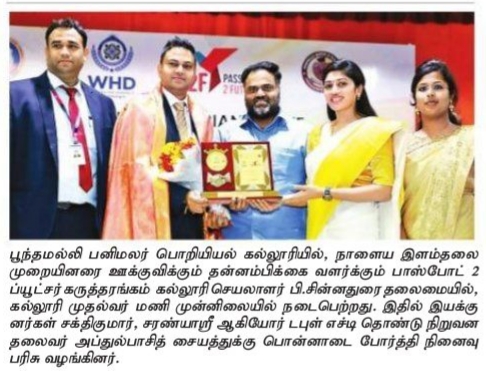 WHD
2F
PASS
2 FU
பூந்தமல்லி பனிமலர் பொறியியல் கல்லூரியில், நாளைய இளம்தலை
முறையினரை ஊக்குவிக்கும் தன்னம்பிக்கை வளர்க்கும் பாஸ்போட் 2
ப்யூட்சர் கருத்தரங்கம் கல்லூரி செயலாளர் பி.சின்னதுரை தலைமையில்,
கல்லூரி முதல்வர் மணி முன்னிலையில் நடைபெற்றது. இதில் இயக்கு
னர்கள் சக்திகுமார், சரண்யாஸ்ரீ ஆகியோர் டபுள் எச்டி தொண்டு நிறுவன
தலைவர் அப்துல்பாசித் சையத்துக்கு பொன்னாடை போர்த்தி நினைவு
பரிசு வழங்கினர்.